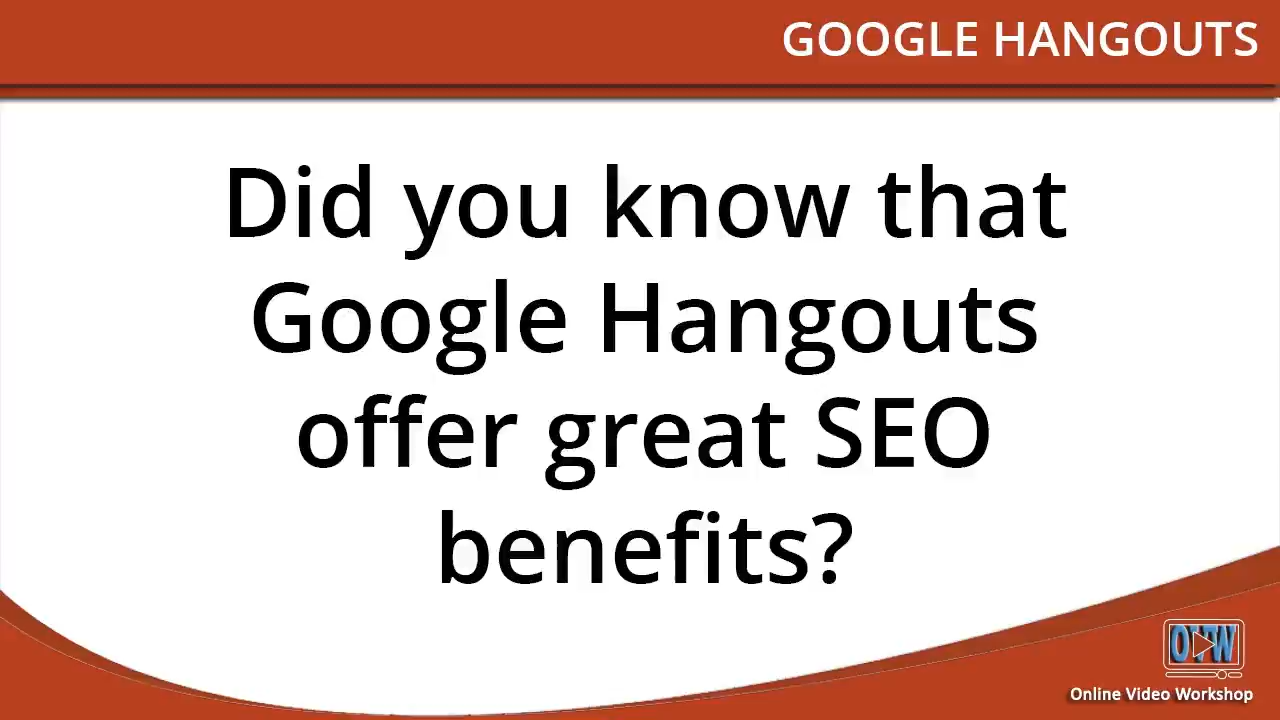 GOOGLE HANGOUTS
Did you know that
Google Hangouts
offer great SEO
benefits?
OVW
Online Video Workshop